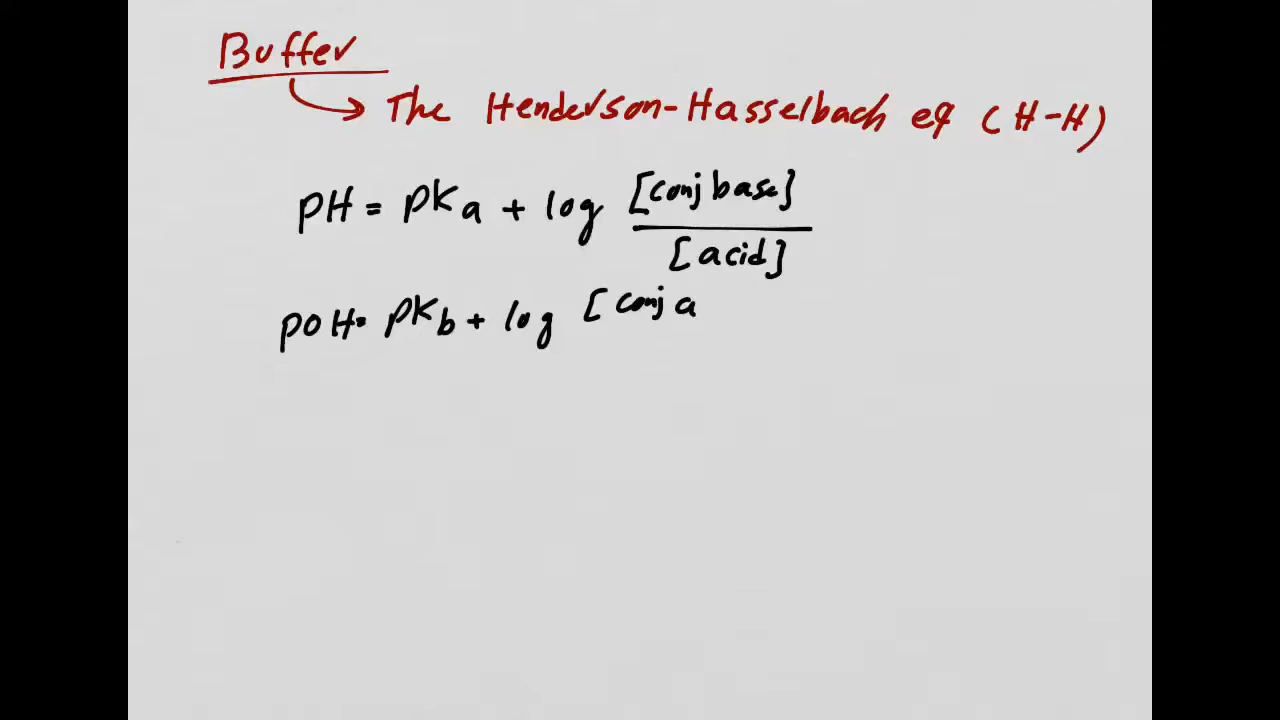 Buffer
The Henderson-Hasselbach eq (H-H)
pH = pKa + log [conj base] / [acid]
pOH = pKb + log [conj a